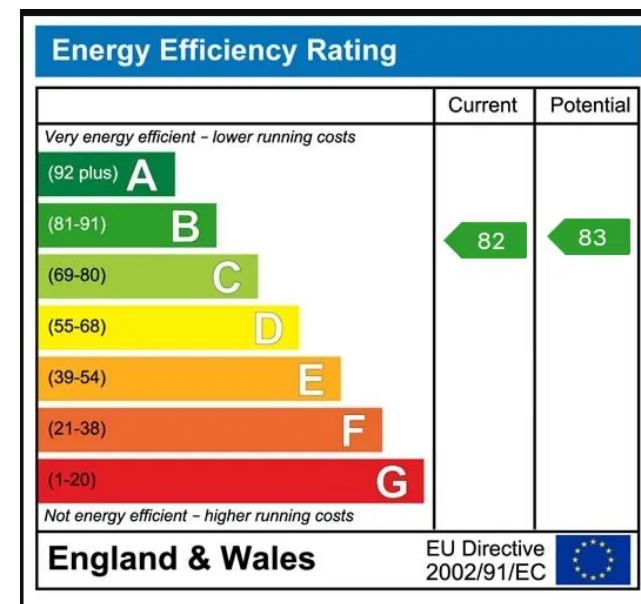 Energy Efficiency Rating
Current Potential
Very energy efficient – lower running costs
(92 plus) A
(81-91) B
82 83
(69-80) C
(55-68) D
(39-54) E
(21-38) F
(1-20) G
Not energy efficient – higher running costs
England & Wales
EU Directive
2002/91/EC